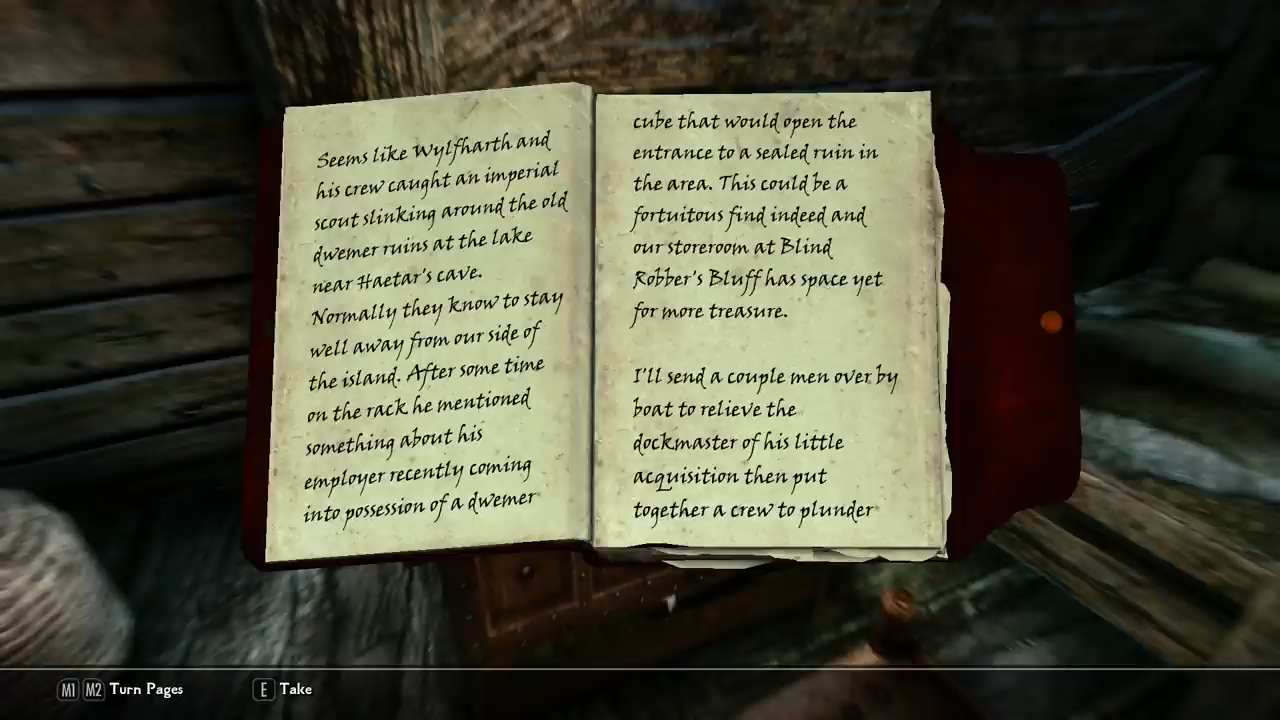 Seems like Wylfharth and
his crew caught an imperial
scout slinking around the old
dwemer ruins at the lake
near Haetar's cave.
Normally they know to stay
well away from our side of
the island. After some time
on the rack he mentioned
something about his
employer recently coming
into possession of a dwemer
cube that would open the
entrance to a sealed ruin in
the area. This could be a
fortuitous find indeed and
our storeroom at Blind
Robber's Bluff has space yet
for more treasure.
I'll send a couple men over by
boat to relieve the
dockmaster of his little
acquisition then put
together a crew to plunder
M1 M2 Turn Pages
E Take